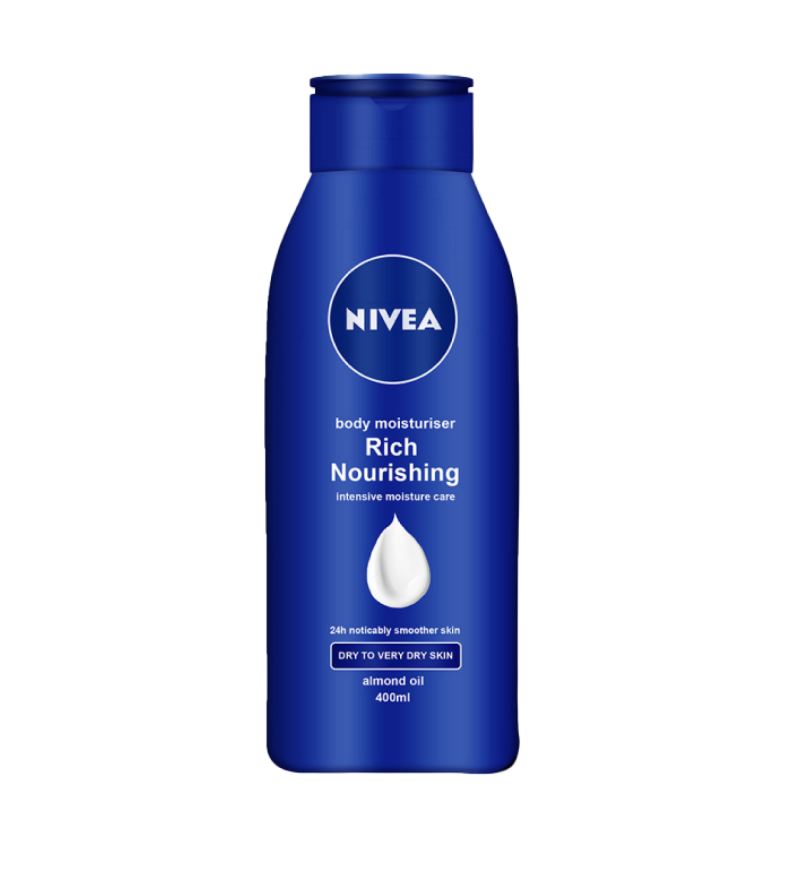 NIVEA
body moisturiser
Rich
Nourishing
intensive moisture care
24h noticably smoother skin
DRY TO VERY DRY SKIN
almond oil
400ml